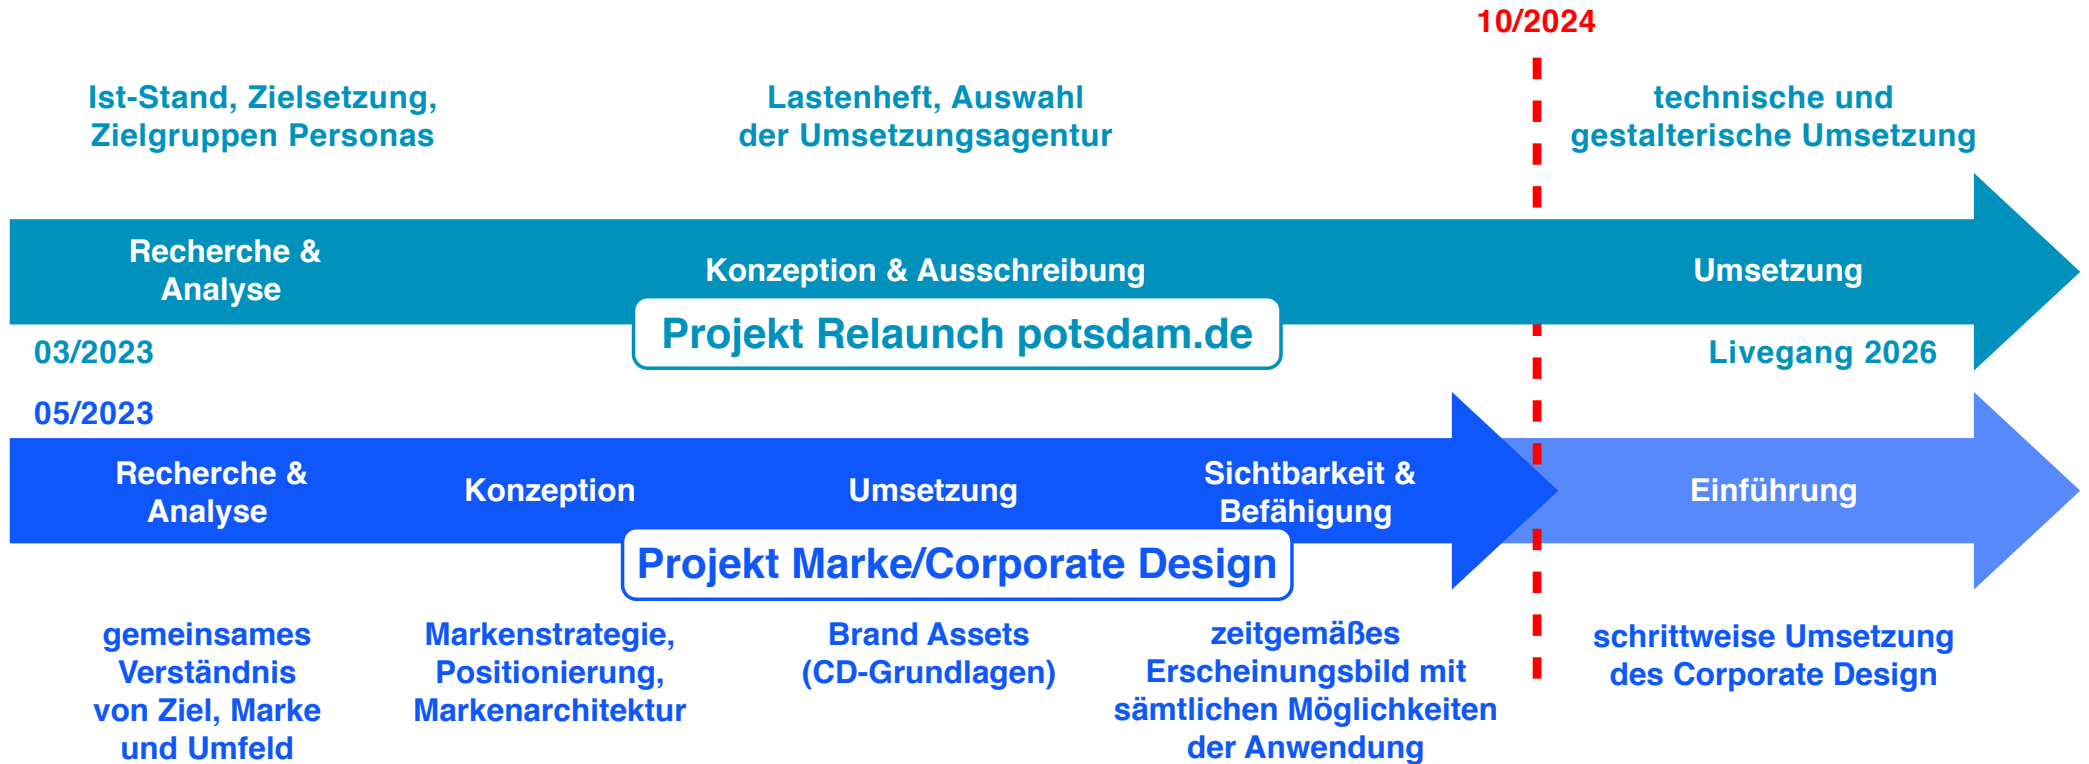 10/2024
Ist-Stand, Zielsetzung,
Zielgruppen Personas
Lastenheft, Auswahl
der Umsetzungsagentur
technische und
gestalterische Umsetzung
Recherche &
Analyse
Konzeption & Ausschreibung
Umsetzung
Projekt Relaunch potsdam.de
03/2023
Livegang 2026
05/2023
Recherche &
Analyse
Konzeption
Umsetzung
Sichtbarkeit &
Befähigung
Einführung
Projekt Marke/Corporate Design
gemeinsames
Verständnis
von Ziel, Marke
und Umfeld
Markenstrategie,
Positionierung,
Markenarchitektur
Brand Assets
(CD-Grundlagen)
zeitgemäßes
Erscheinungsbild mit
sämtlichen Möglichkeiten
der Anwendung
schrittweise Umsetzung
des Corporate Design